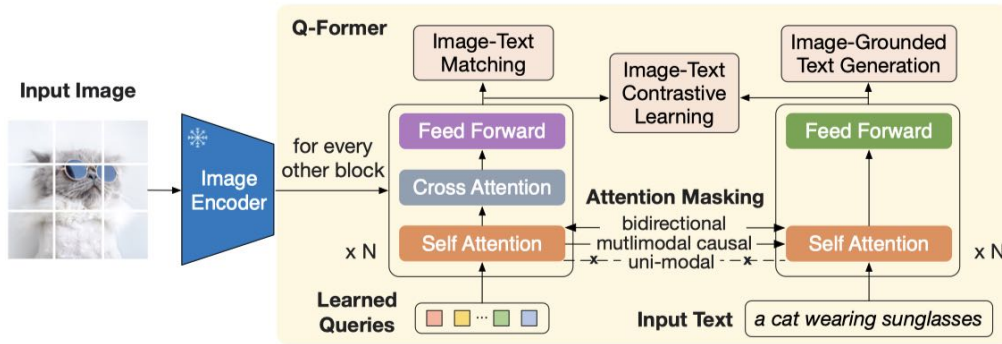 Q-Former
Image-Text
Matching
Image-Text
Contrastive
Learning
Image-Grounded
Text Generation
Input Image
Image
Encoder
for every
other block
Feed Forward
Cross Attention
Self Attention
x N
Attention Masking
bidirectional
mutlimodal causal
uni-modal
Feed Forward
Self Attention
x N
Learned
Queries
...
Input Text
a cat wearing sunglasses